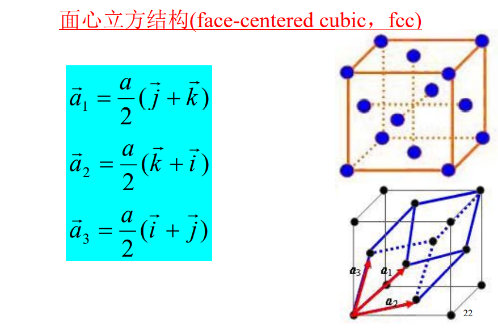 面心立方结构(face-centered cubic，fcc)
a⃗₁ = a/2 (j⃗ + k⃗)
a⃗₂ = a/2 (k⃗ + i⃗)
a⃗₃ = a/2 (i⃗ + j⃗)
a₃ a₁
a₂
22